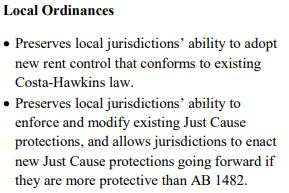 Local Ordinances
• Preserves local jurisdictions’ ability to adopt
new rent control that conforms to existing
Costa-Hawkins law.
• Preserves local jurisdictions’ ability to
enforce and modify existing Just Cause
protections, and allows jurisdictions to enact
new Just Cause protections going forward if
they are more protective than AB 1482.